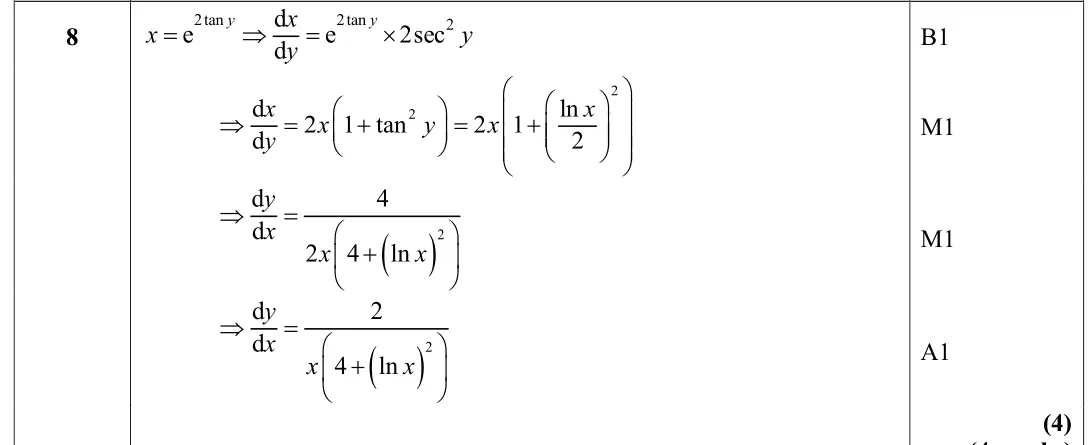 8 x = e^{2 tan y} ⇒ dx/dy = e^{2 tan y} × 2sec² y B1
⇒ dx/dy = 2x(1 + tan² y) = 2x(1 + (ln x / 2)²) M1
⇒ dy/dx = 4 / (2x(4 + (ln x)²)) M1
⇒ dy/dx = 2 / (x(4 + (ln x)²)) A1
(4)